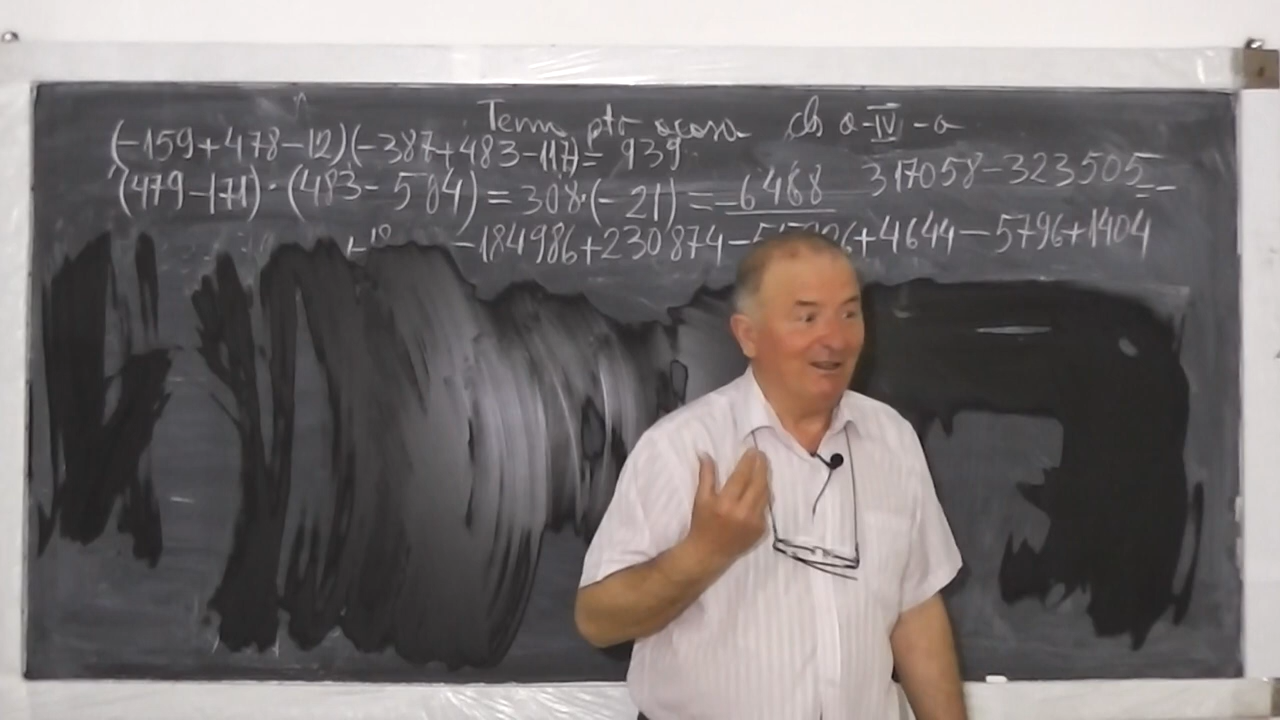 Tema ptr acasa cls a-IV-a
(-159+478-12)(-387+483-117)= 939
(479-171)·(483-504)=308·(-21)=-6468 317058-323505=-
-184986+230874- +4644-5796+1404